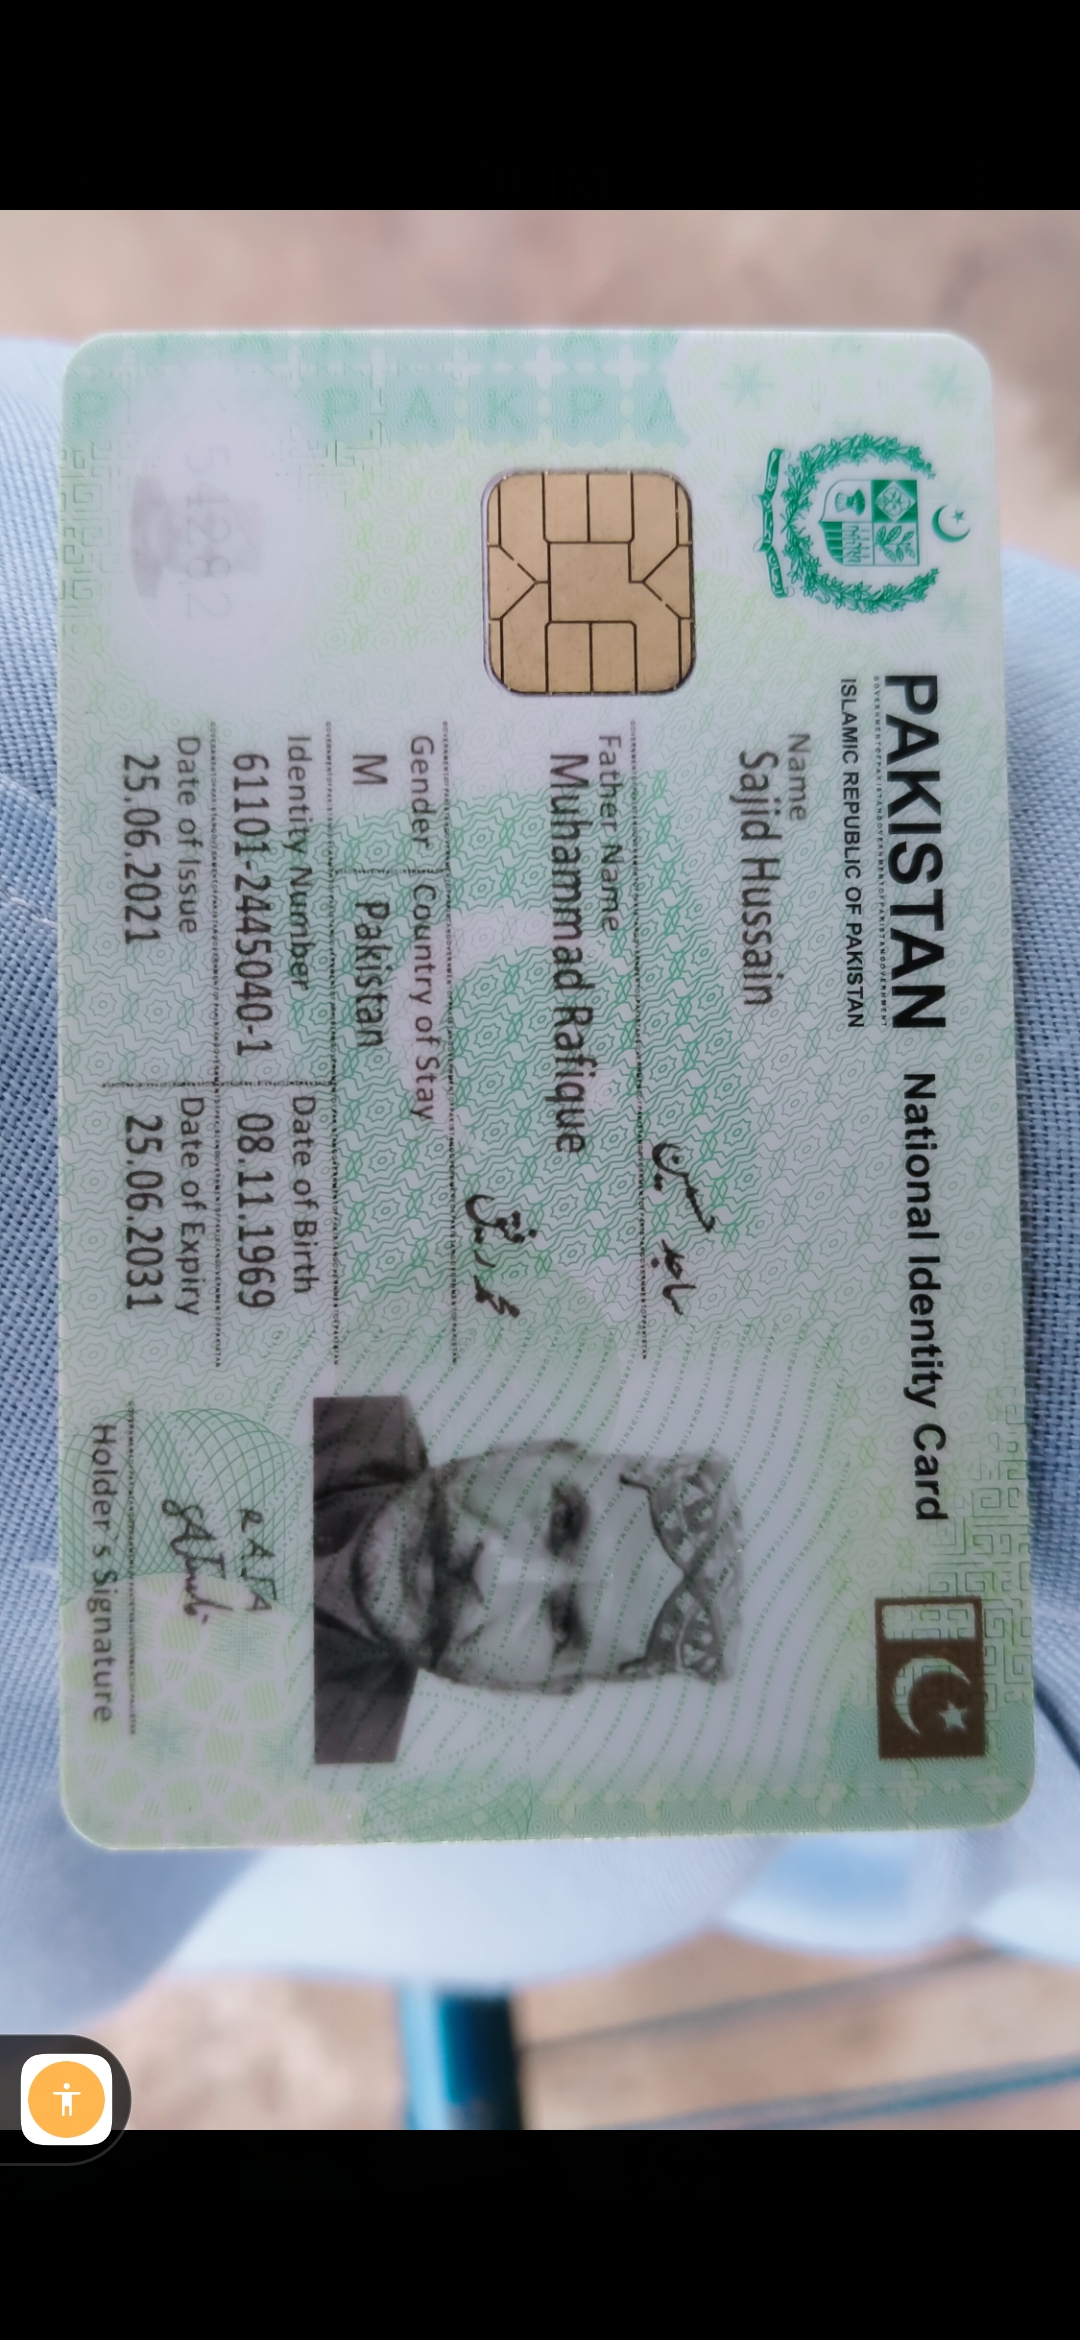 PAKISTAN National Identity Card
ISLAMIC REPUBLIC OF PAKISTAN
Name
Sajid Hussain
ساجد حسین
Father Name
Muhammad Rafique
محمد رفیق
Gender Country of Stay
M Pakistan
Identity Number Date of Birth
61101-2445040-1 08.11.1969
Date of Issue Date of Expiry
25.06.2021 25.06.2031
RAJA
Holder's Signature
PAKPA